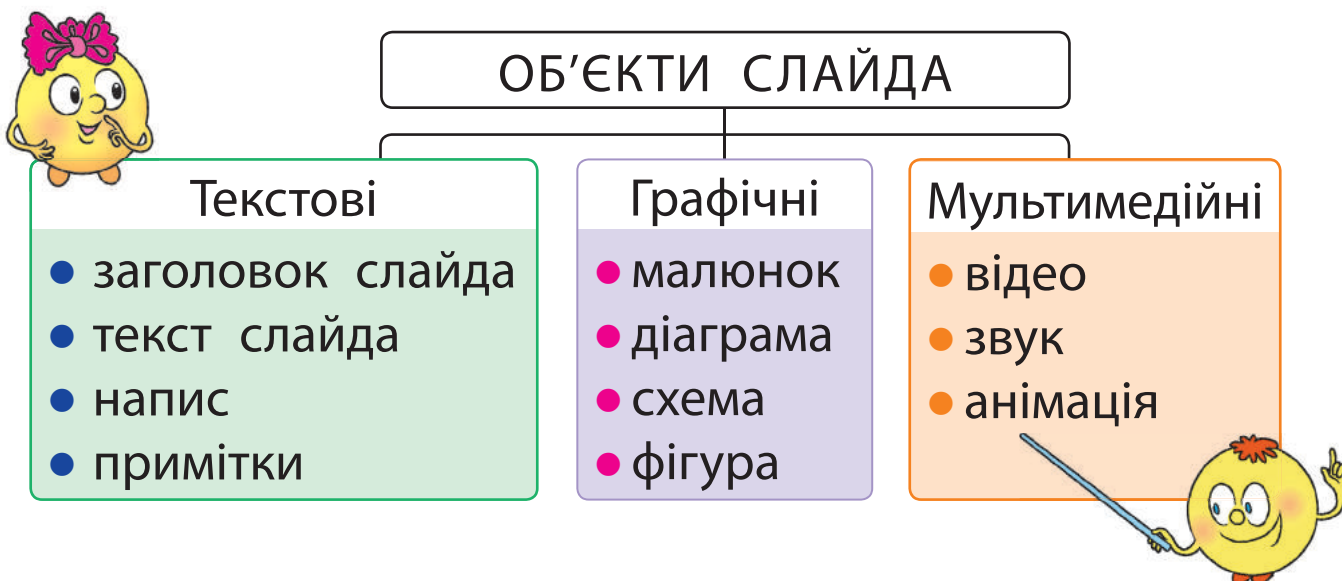 ОБ’ЄКТИ СЛАЙДА
Текстові
заголовок слайда
текст слайда
напис
примітки
Графічні
малюнок
діаграма
схема
фігура
Мультимедійні
відео
звук
анімація